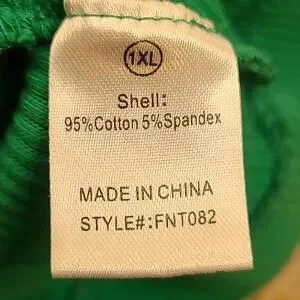 1XL
Shell:
95%Cotton 5%Spandex
MADE IN CHINA
STYLE#:FNT082